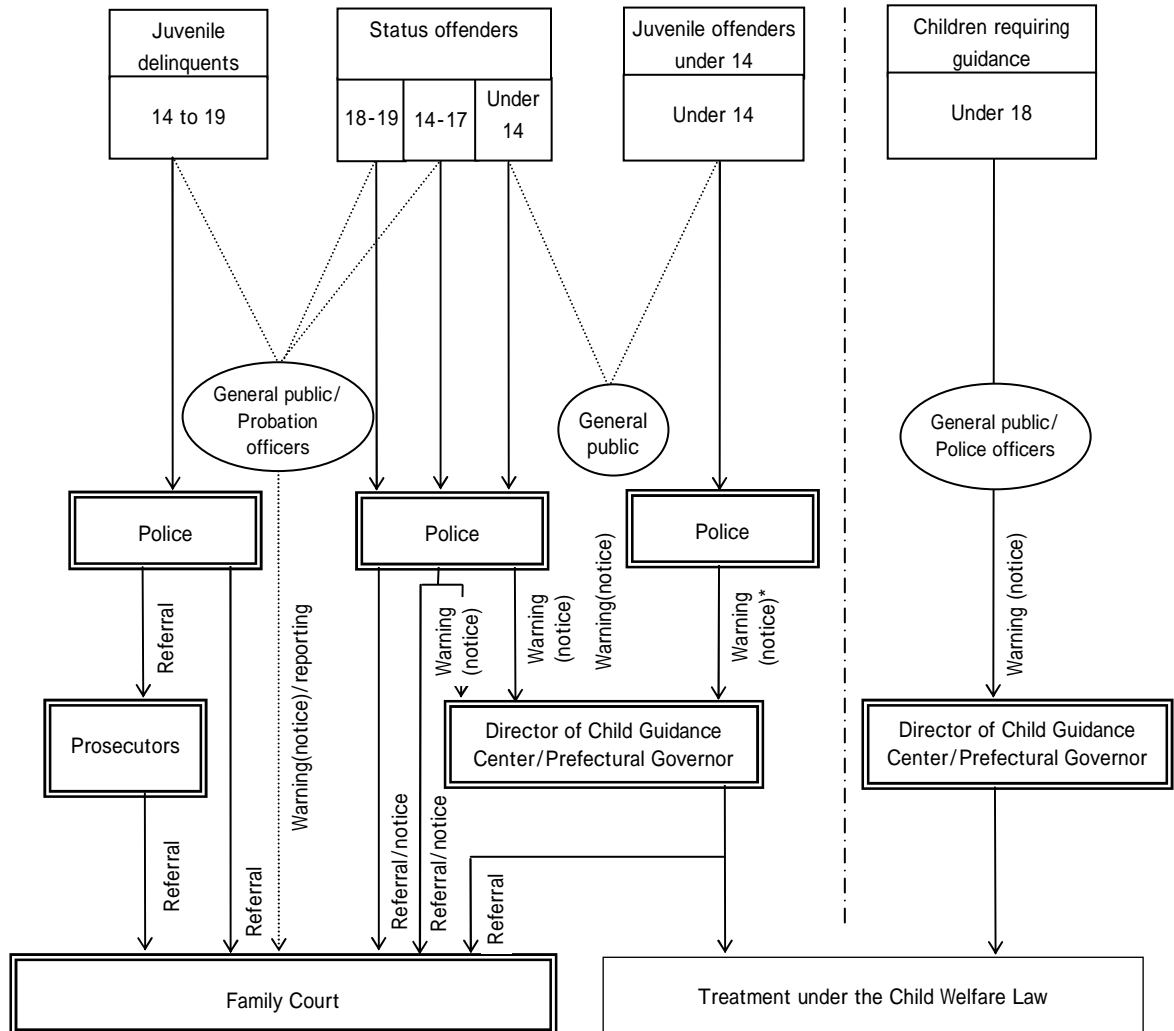 Juvenile
delinquents
14 to 19
Status offenders
18-19
14-17
Under
14
Juvenile offenders
under 14
Under 14
Children requiring
guidance
Under 18
General public/
Probation
officers
General
public
General public/
Police officers
Police
Police
Police
Referral
Warning(notice)/reporting
Warning
(notice)
Warning
(notice)
Warning(notice)
Warning
(notice)*
Warning (notice)
Prosecutors
Director of Child Guidance
Center/Prefectural Governor
Director of Child Guidance
Center/Prefectural Governor
Referral
Referral
Referral/notice
Referral/notice
Referral
Family Court
Treatment under the Child Welfare Law